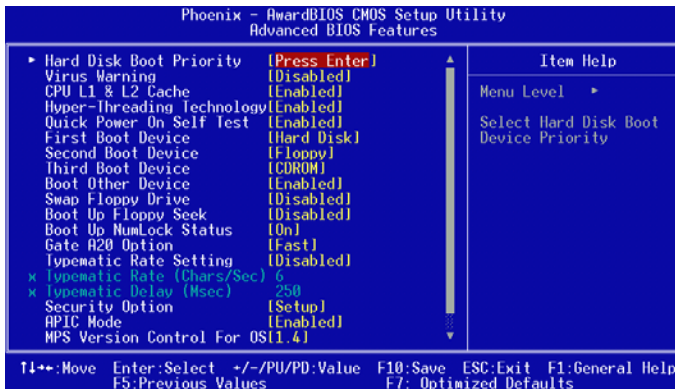 Phoenix - AwardBIOS CMOS Setup Utility
Advanced BIOS Features
Hard Disk Boot Priority [Press Enter]
Virus Warning [Disabled]
CPU L1 & L2 Cache [Enabled]
Hyper-Threading Technology[Enabled]
Quick Power On Self Test [Enabled]
First Boot Device [Hard Disk]
Second Boot Device [Floppy]
Third Boot Device [CDROM]
Boot Other Device [Enabled]
Swap Floppy Drive [Disabled]
Boot Up Floppy Seek [Disabled]
Boot Up NumLock Status [On]
Gate A20 Option [Fast]
Typematic Rate Setting [Disabled]
x Typematic Rate (Chars/Sec) 6
x Typematic Delay (Msec) 250
Security Option [Setup]
APIC Mode [Enabled]
MPS Version Control For OS[1.4]
Item Help
Menu Level
Select Hard Disk Boot
Device Priority
↑↓→←:Move Enter:Select +/-/PU/PD:Value F10:Save ESC:Exit F1:General Help
F5:Previous Values F7: Optimized Defaults